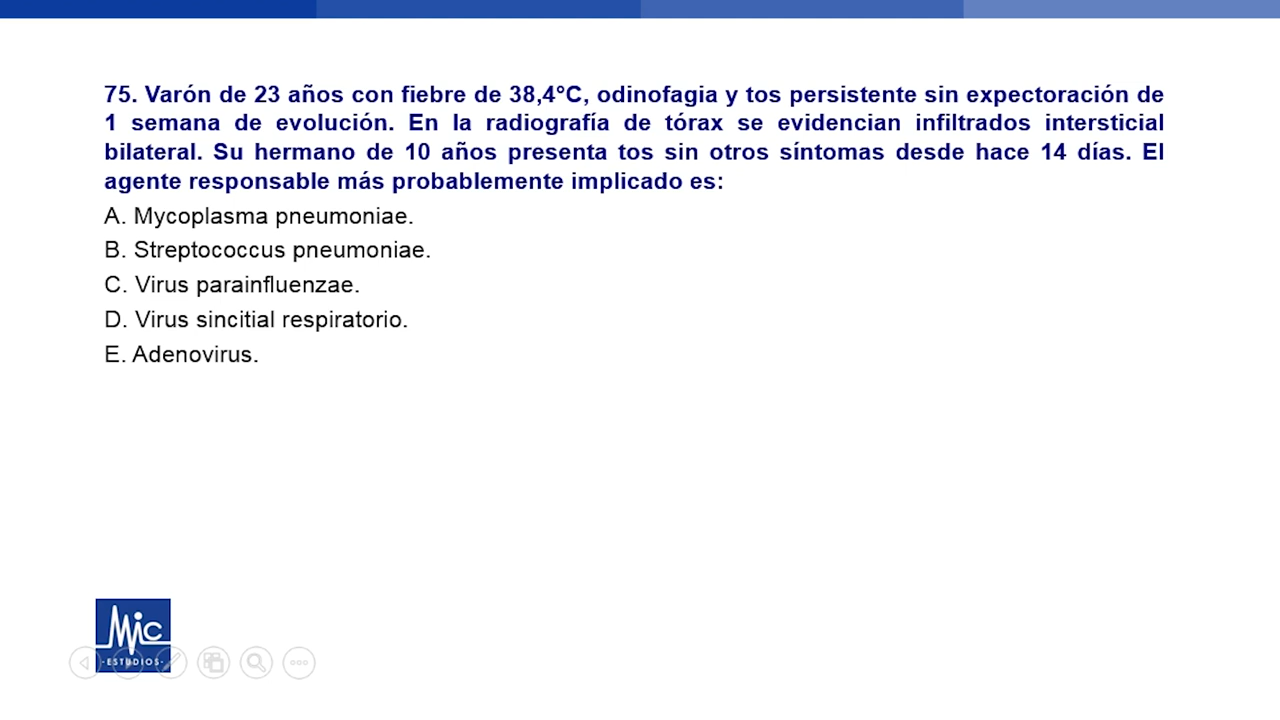 75. Varón de 23 años con fiebre de 38,4°C, odinofagia y tos persistente sin expectoración de
1 semana de evolución. En la radiografía de tórax se evidencian infiltrados intersticial
bilateral. Su hermano de 10 años presenta tos sin otros síntomas desde hace 14 días. El
agente responsable más probablemente implicado es:
A. Mycoplasma pneumoniae.
B. Streptococcus pneumoniae.
C. Virus parainfluenzae.
D. Virus sincitial respiratorio.
E. Adenovirus.
Mic
·ESTUDIOS·